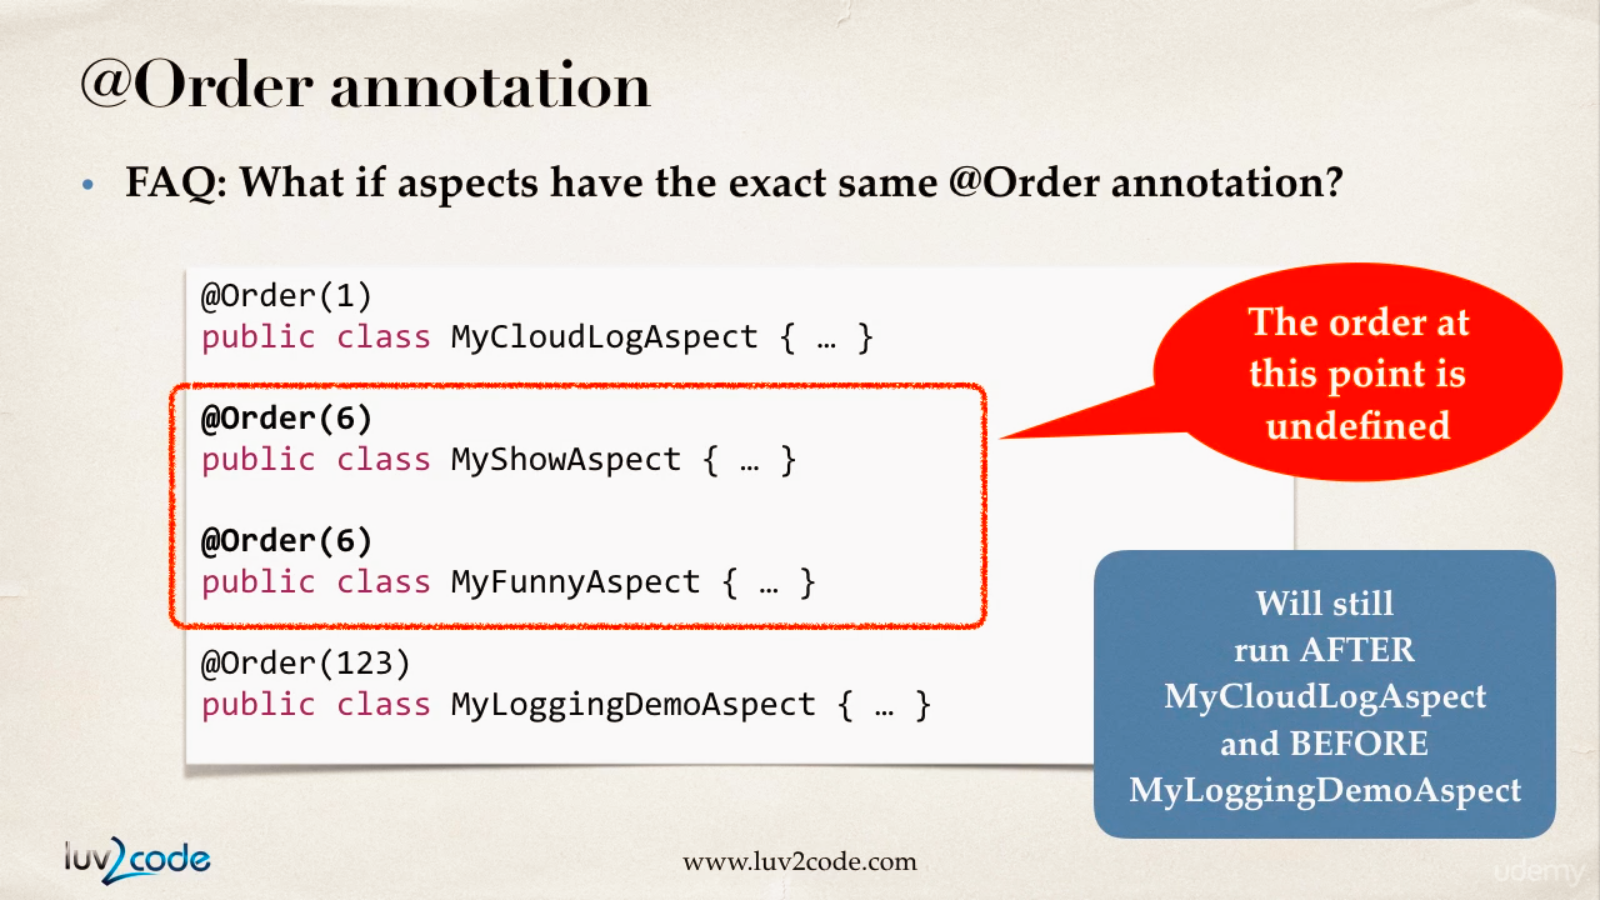 @Order annotation
• FAQ: What if aspects have the exact same @Order annotation?
@Order(1)
public class MyCloudLogAspect { … }
@Order(6)
public class MyShowAspect { … }
@Order(6)
public class MyFunnyAspect { … }
@Order(123)
public class MyLoggingDemoAspect { … }
The order at
this point is
undefined
Will still
run AFTER
MyCloudLogAspect
and BEFORE
MyLoggingDemoAspect
luv2code
www.luv2code.com
udemy